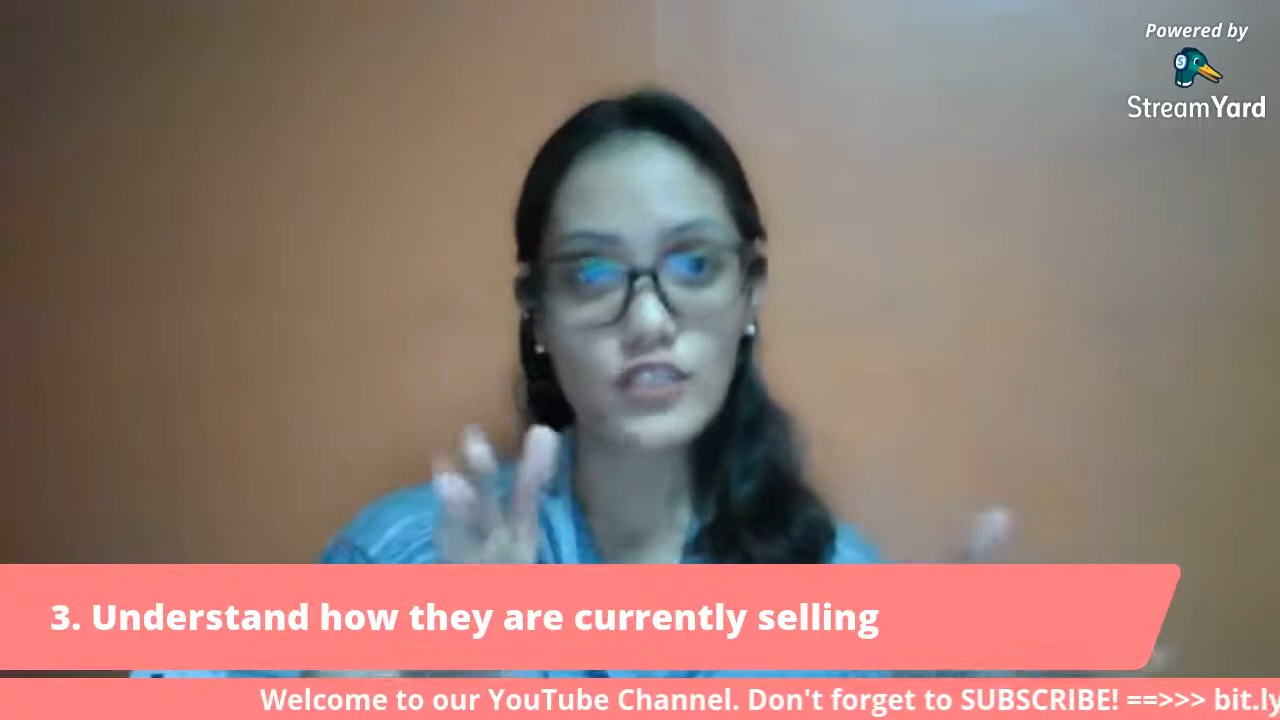 Powered by
StreamYard
3. Understand how they are currently selling
Welcome to our YouTube Channel. Don't forget to SUBSCRIBE! ==>>> bit.ly